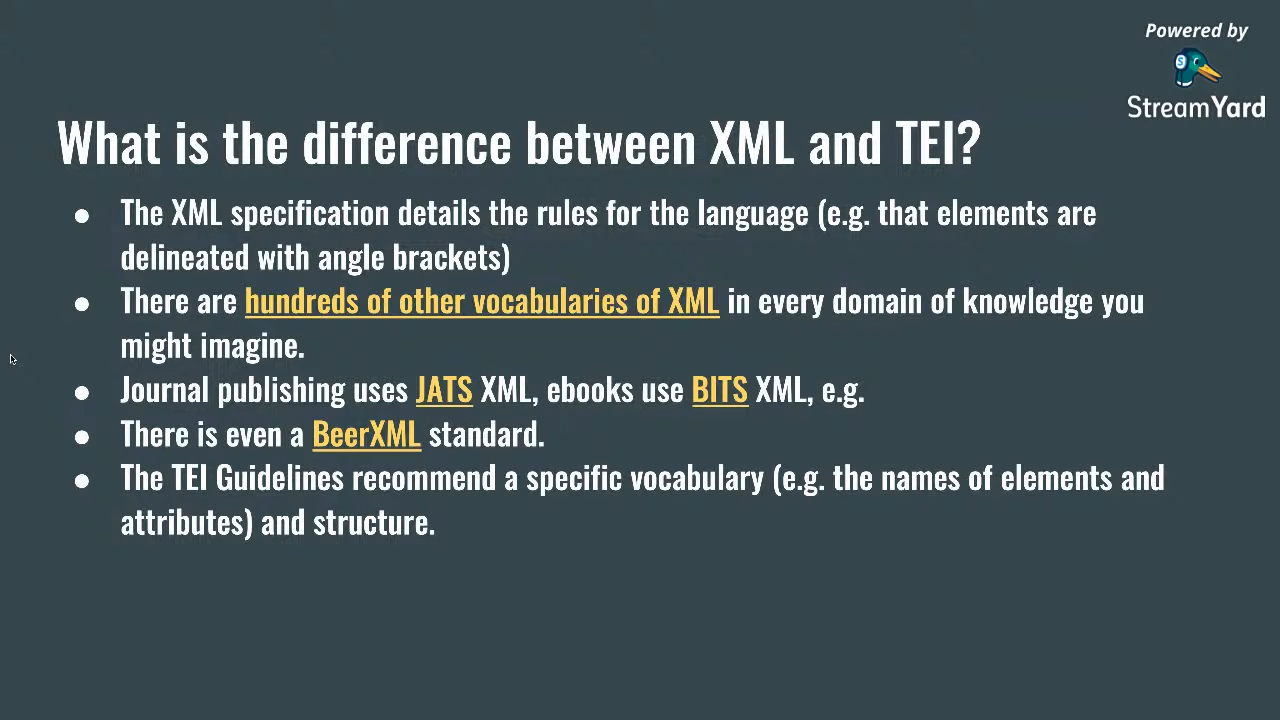 Powered by
StreamYard
What is the difference between XML and TEI?
● The XML specification details the rules for the language (e.g. that elements are
delineated with angle brackets)
● There are hundreds of other vocabularies of XML in every domain of knowledge you
might imagine.
● Journal publishing uses JATS XML, ebooks use BITS XML, e.g.
● There is even a BeerXML standard.
● The TEI Guidelines recommend a specific vocabulary (e.g. the names of elements and
attributes) and structure.